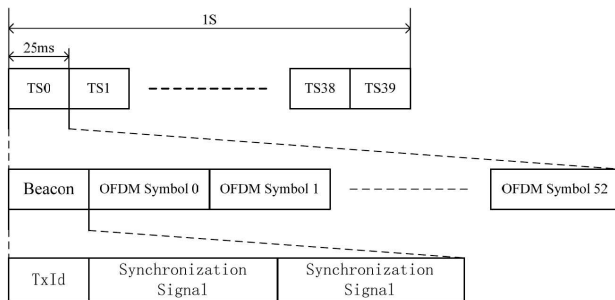 1S
25ms
TS0 TS1 TS38 TS39
Beacon OFDM Symbol 0 OFDM Symbol 1 OFDM Symbol 52
TxId Synchronization Signal Synchronization Signal